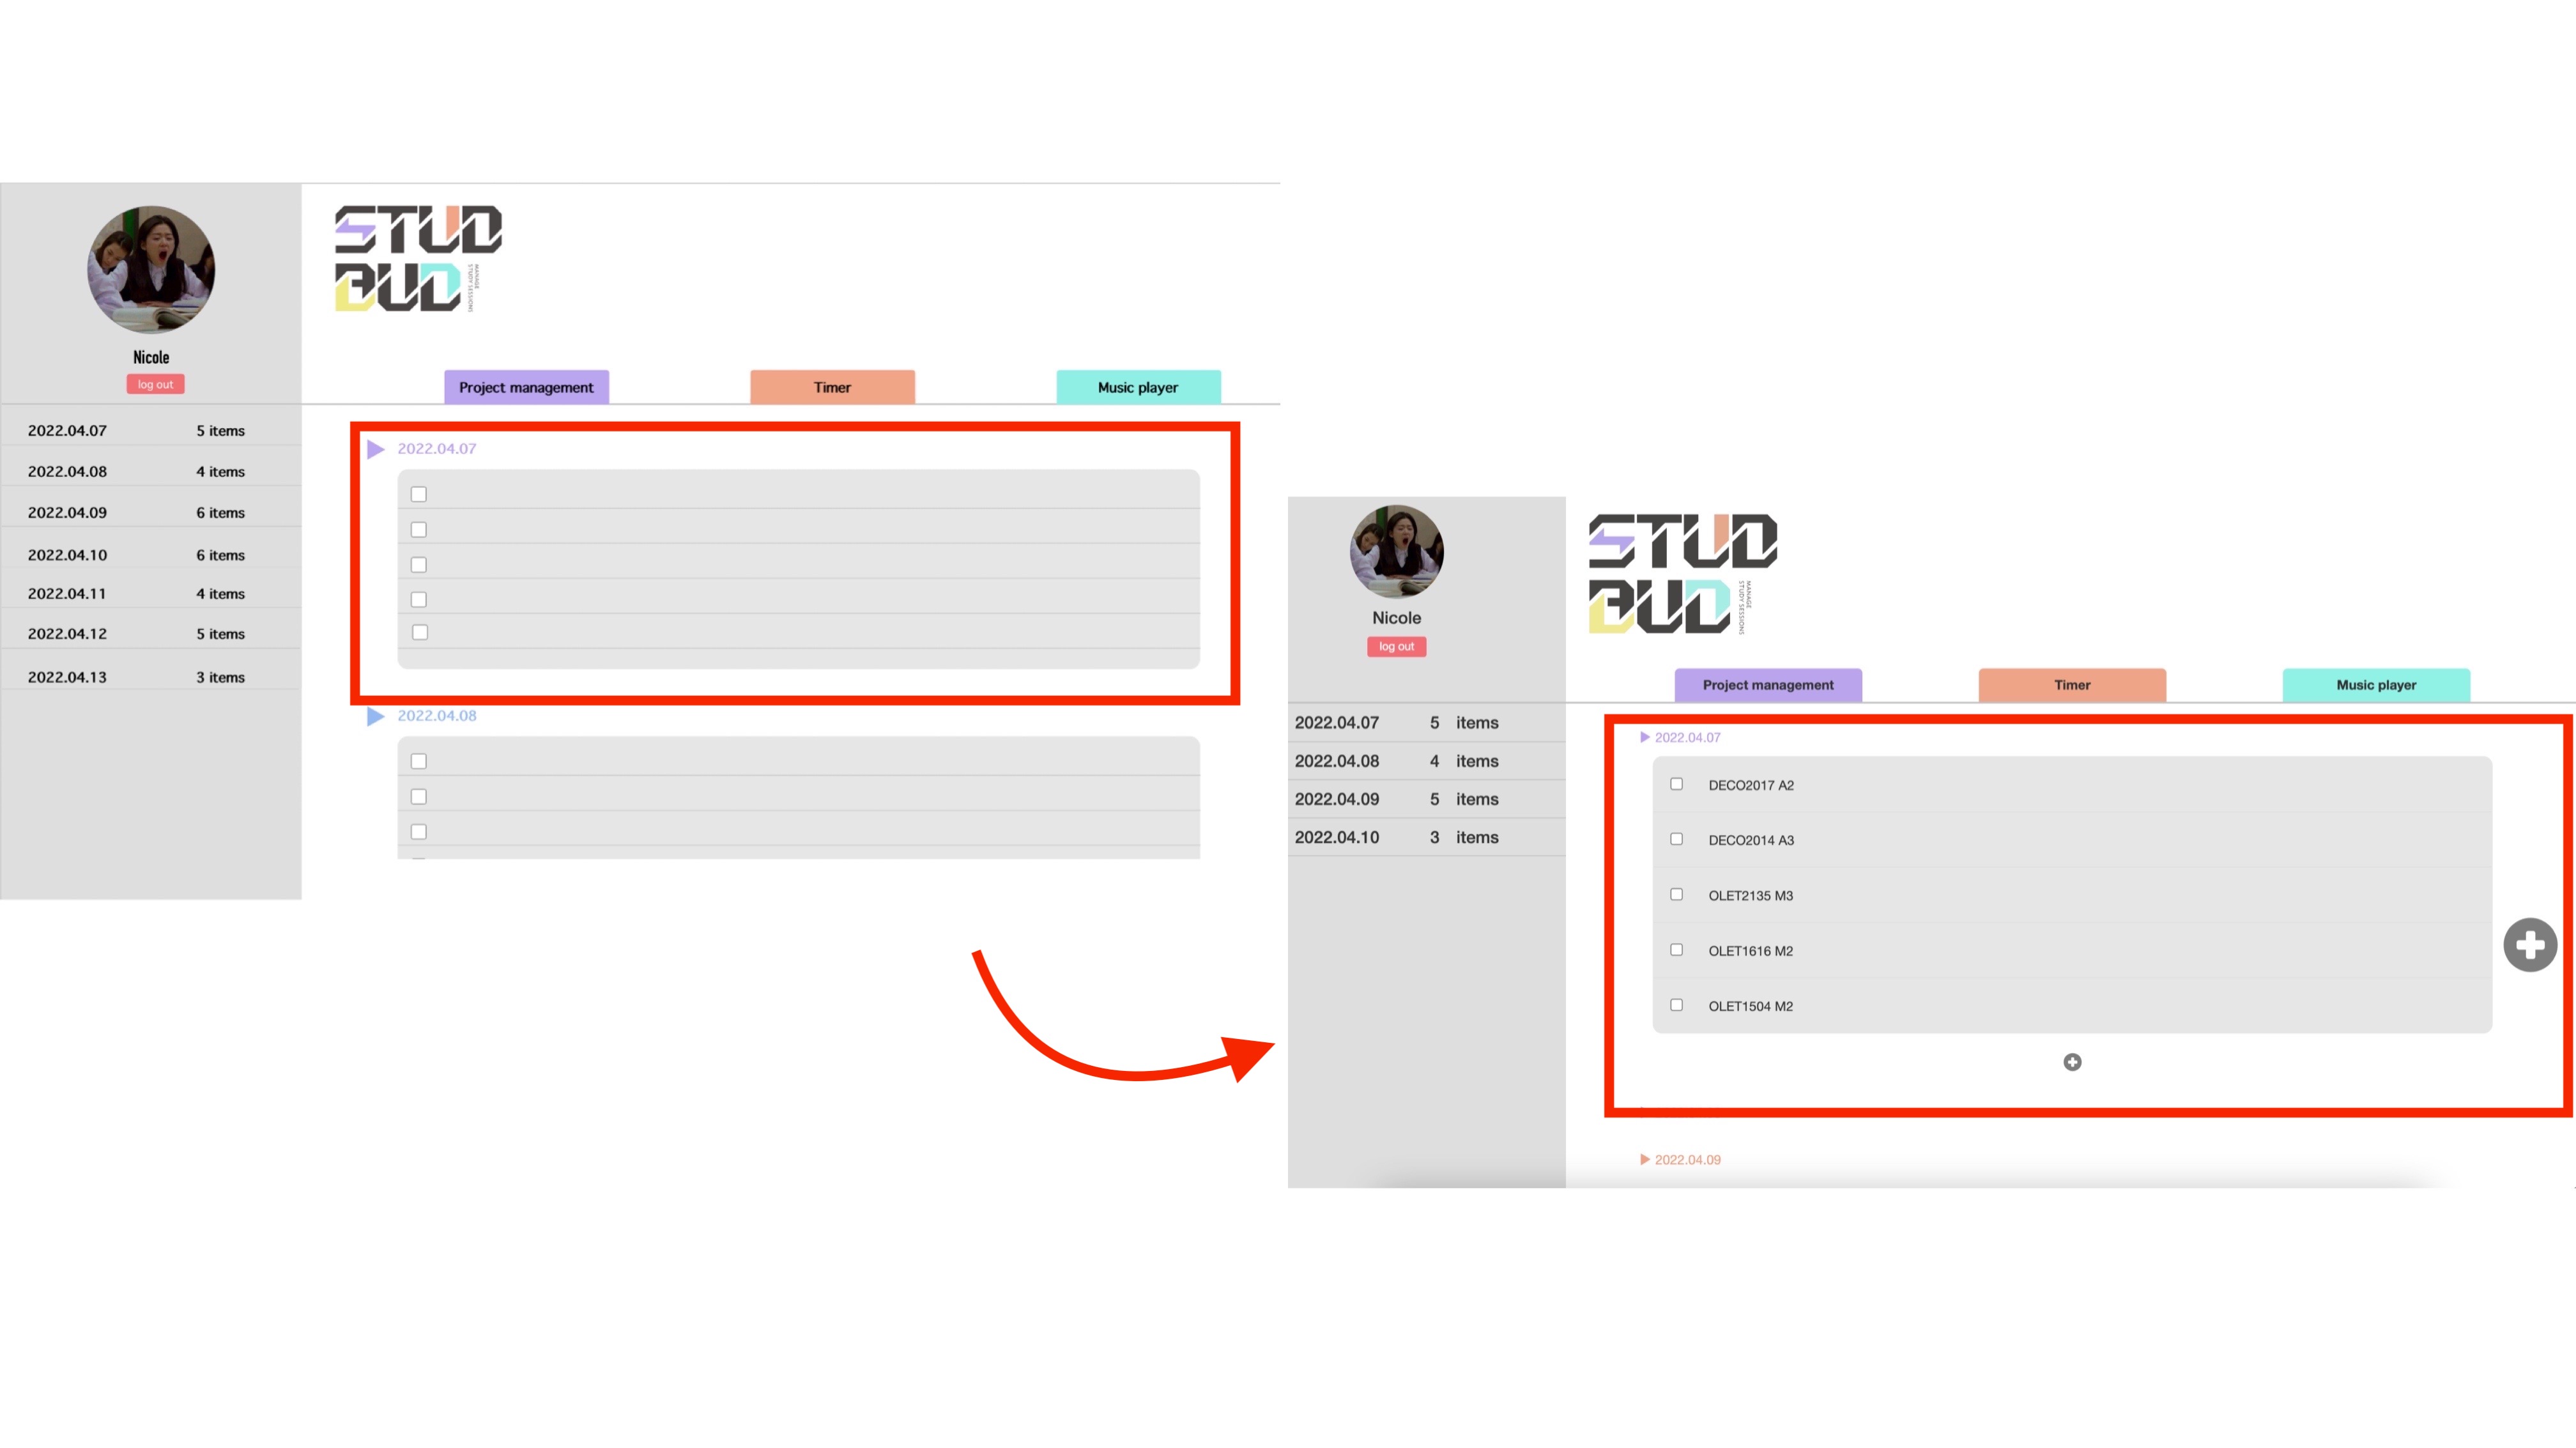 STUD
BUD
MANAGE
STUDY SESSIONS
Nicole
log out
Project management
Timer
Music player
2022.04.07 5 items
2022.04.08 4 items
2022.04.09 6 items
2022.04.10 6 items
2022.04.11 4 items
2022.04.12 5 items
2022.04.13 3 items
2022.04.07
2022.04.08
STUD
BUD
MANAGE
STUDY SESSIONS
Nicole
log out
Project management
Timer
Music player
2022.04.07 5 items
2022.04.08 4 items
2022.04.09 5 items
2022.04.10 3 items
2022.04.07
DECO2017 A2
DECO2014 A3
OLET2135 M3
OLET1616 M2
OLET1504 M2
2022.04.09